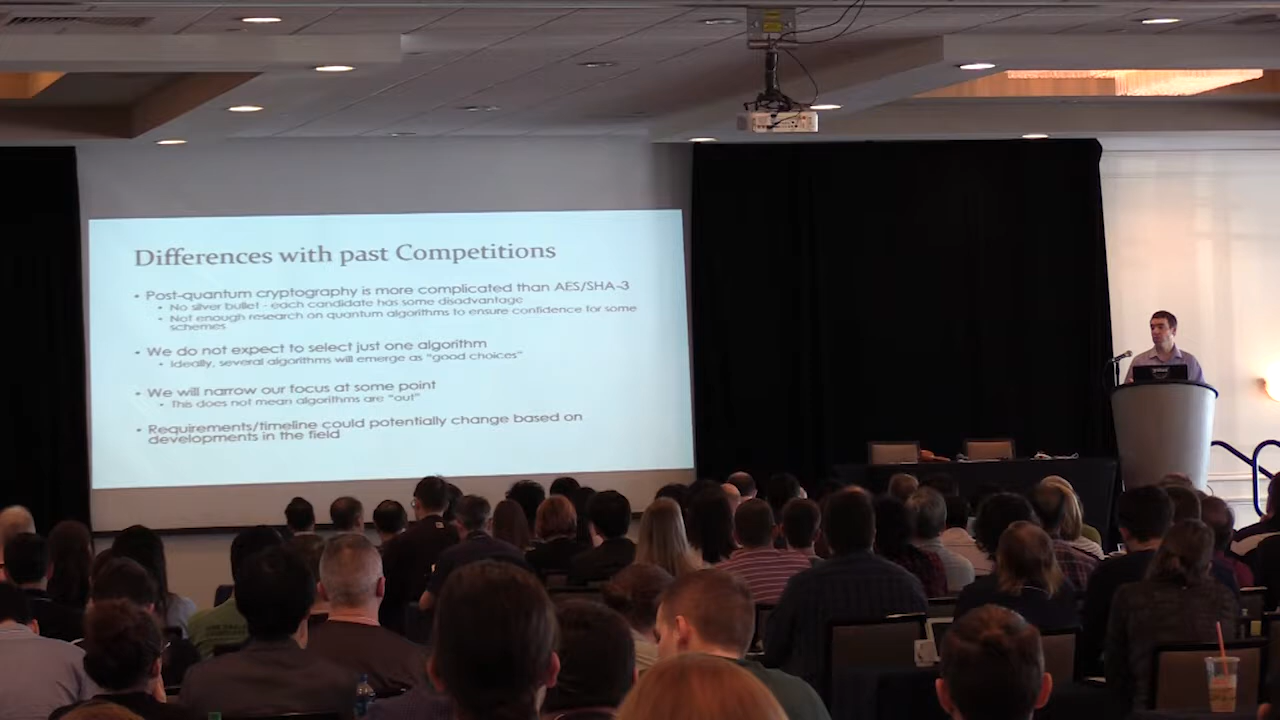 Differences with past Competitions
• Post-quantum cryptography is more complicated than AES/SHA-3
• No silver bullet - each candidate has some disadvantage
• Not enough research on quantum algorithms to ensure confidence for some
schemes
• We do not expect to select just one algorithm
• Ideally, several algorithms will emerge as “good choices”
• We will narrow our focus at some point
• This does not mean algorithms are “out”
• Requirements/timeline could potentially change based on
developments in the field